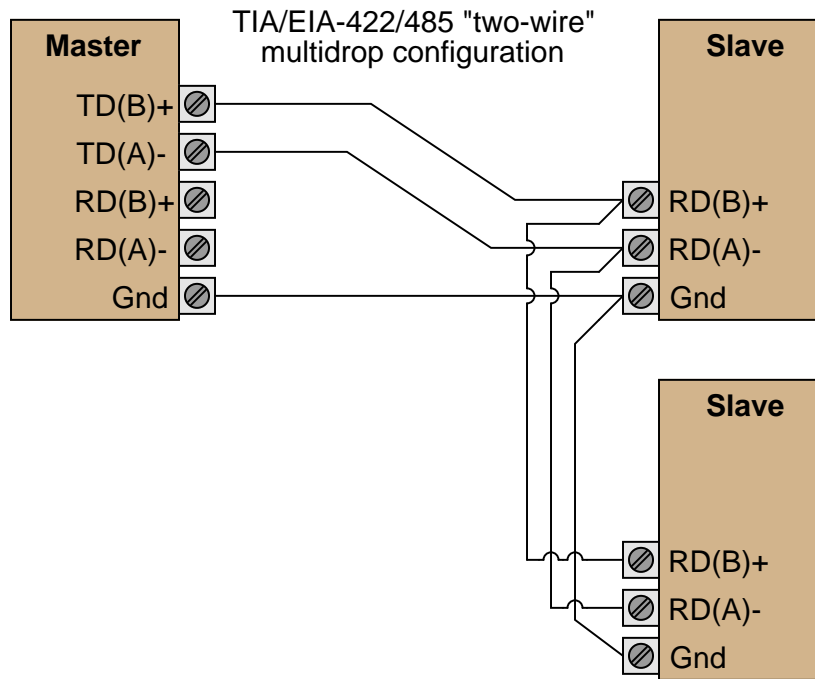 TIA/EIA-422/485 "two-wire"
multidrop configuration
Master
TD(B)+
TD(A)-
RD(B)+
RD(A)-
Gnd
Slave
RD(B)+
RD(A)-
Gnd
Slave
RD(B)+
RD(A)-
Gnd